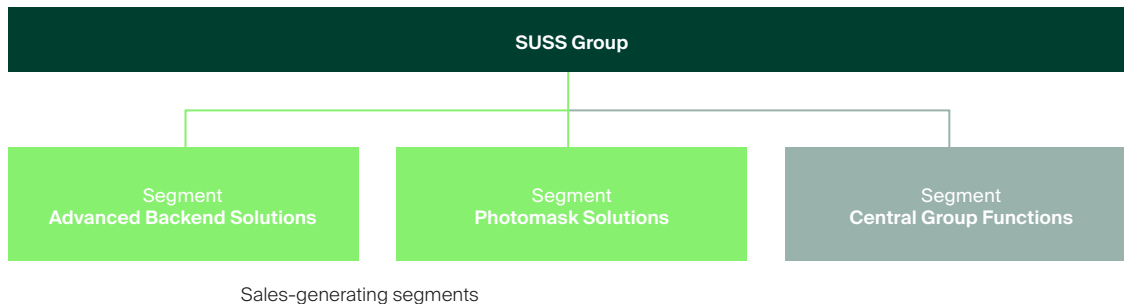 SUSS Group
Segment
Advanced Backend Solutions
Segment
Photomask Solutions
Segment
Central Group Functions
Sales-generating segments